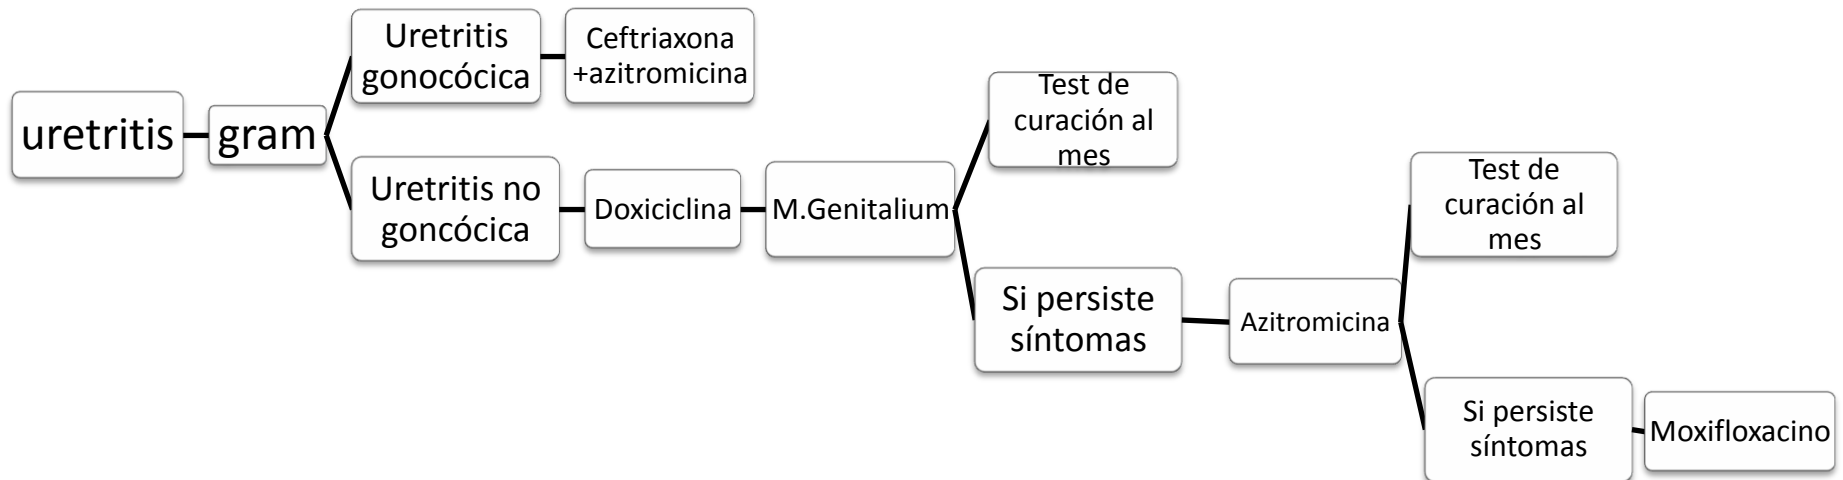 uretritis
gram
Uretritis
gonocócica
Ceftriaxona
+azitromicina
Uretritis no
goncócica
Doxiciclina
M.Genitalium
Test de
curación al
mes
Si persiste
síntomas
Azitromicina
Test de
curación al
mes
Si persiste
síntomas
Moxifloxacino